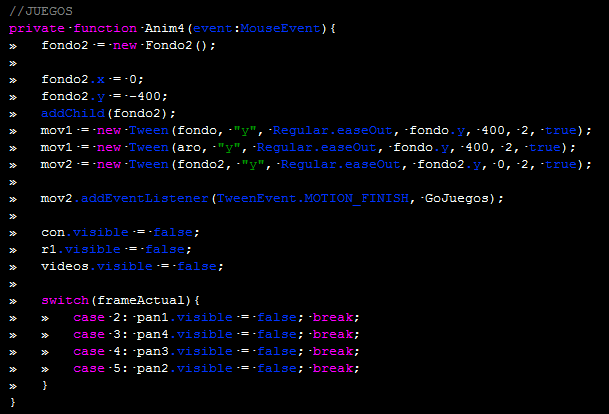 //JUEGOS
private function Anim4(event:MouseEvent){
» fondo2 = new Fondo2();
»
» fondo2.x = 0;
» fondo2.y = -400;
» addChild(fondo2);
» mov1 = new Tween(fondo, "y", Regular.easeOut, fondo.y, 400, 2, true);
» mov1 = new Tween(aro, "y", Regular.easeOut, fondo.y, 400, 2, true);
» mov2 = new Tween(fondo2, "y", Regular.easeOut, fondo2.y, 0, 2, true);
»
» mov2.addEventListener(TweenEvent.MOTION_FINISH, GoJuegos);
»
» con.visible = false;
» r1.visible = false;
» videos.visible = false;
»
» switch(frameActual){
» » case 2: pan1.visible = false; break;
» » case 3: pan4.visible = false; break;
» » case 4: pan3.visible = false; break;
» » case 5: pan2.visible = false; break;
» }
}